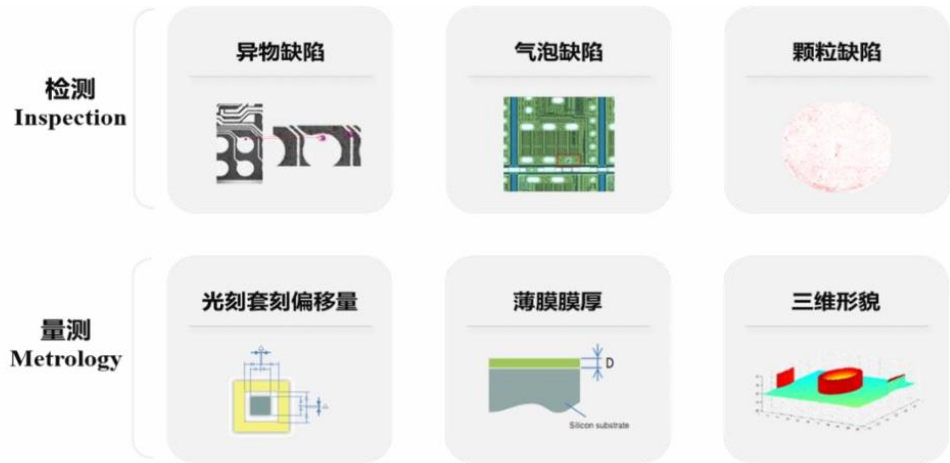 检测
Inspection
异物缺陷
气泡缺陷
颗粒缺陷
量测
Metrology
光刻套刻偏移量
薄膜膜厚
D
Silicon substrate
三维形貌